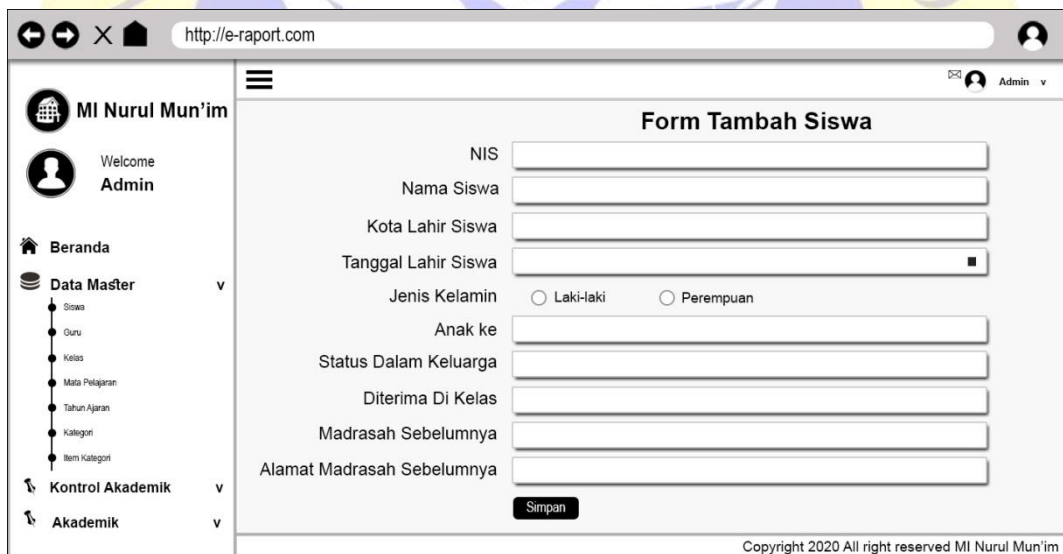 http://e-raport.com
MI Nurul Mun'im
Welcome
Admin
Beranda
Data Master v
Siswa
Guru
Kelas
Mata Pelajaran
Tahun Ajaran
Kategori
Item Kategori
Kontrol Akademik v
Akademik v
Admin v
Form Tambah Siswa
NIS
Nama Siswa
Kota Lahir Siswa
Tanggal Lahir Siswa
Jenis Kelamin Laki-laki Perempuan
Anak ke
Status Dalam Keluarga
Diterima Di Kelas
Madrasah Sebelumnya
Alamat Madrasah Sebelumnya
Simpan
Copyright 2020 All right reserved MI Nurul Mun'im